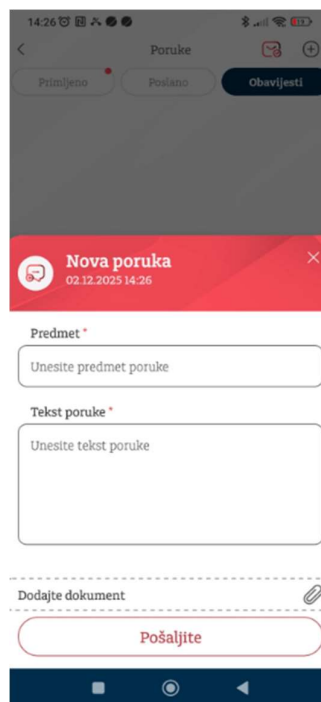 14:26
Poruke
Primljeno
Poslano
Obavijesti
Nova poruka
02.12.2025 14:26
Predmet *
Unesite predmet poruke
Tekst poruke *
Unesite tekst poruke
Dodajte dokument
Pošaljite